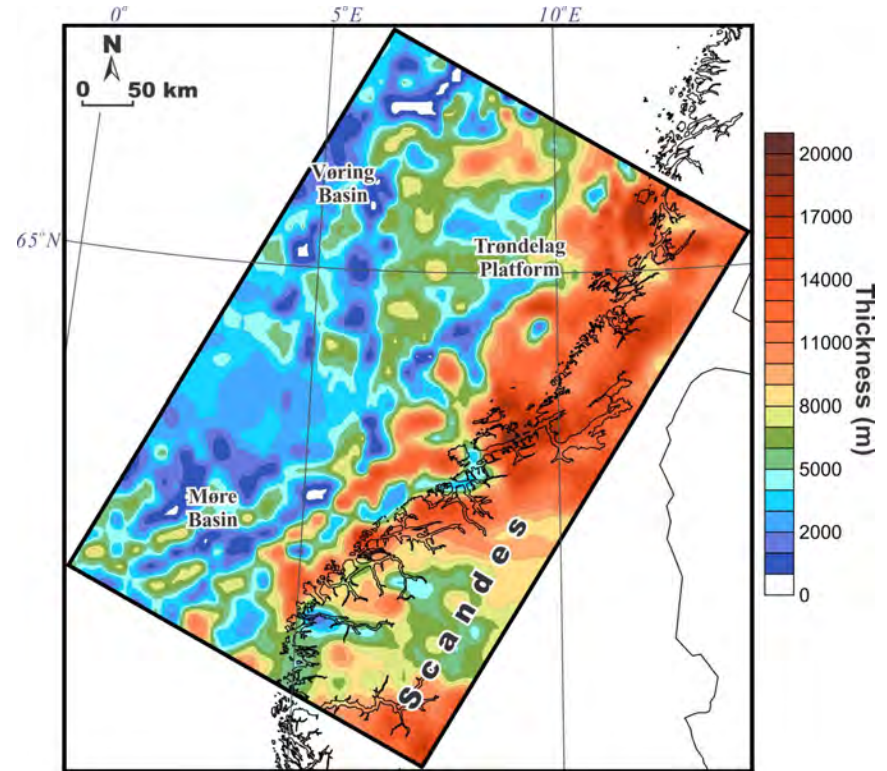 0°
5°E
10°E
N
0 50 km
Vøring
Basin
65°N
Trøndelag
Platform
Møre
Basin
Scandes
20000
17000
14000
11000
8000
5000
2000
0
Thickness (m)